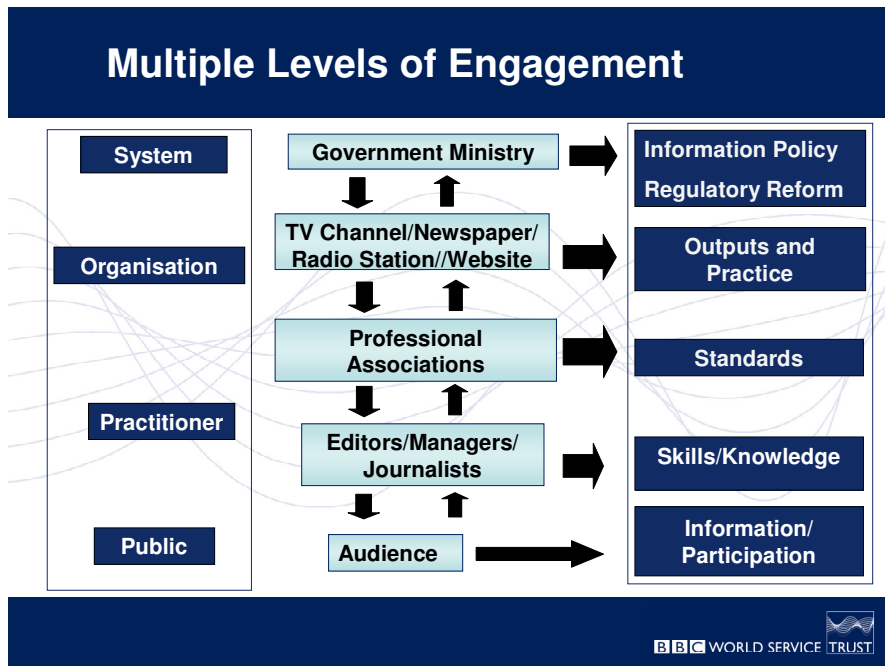 Multiple Levels of Engagement
System
Government Ministry
Information Policy
Regulatory Reform
Organisation
TV Channel/Newspaper/
Radio Station//Website
Outputs and
Practice
Professional
Associations
Standards
Practitioner
Editors/Managers/
Journalists
Skills/Knowledge
Public
Audience
Information/
Participation
BBC WORLD SERVICE TRUST